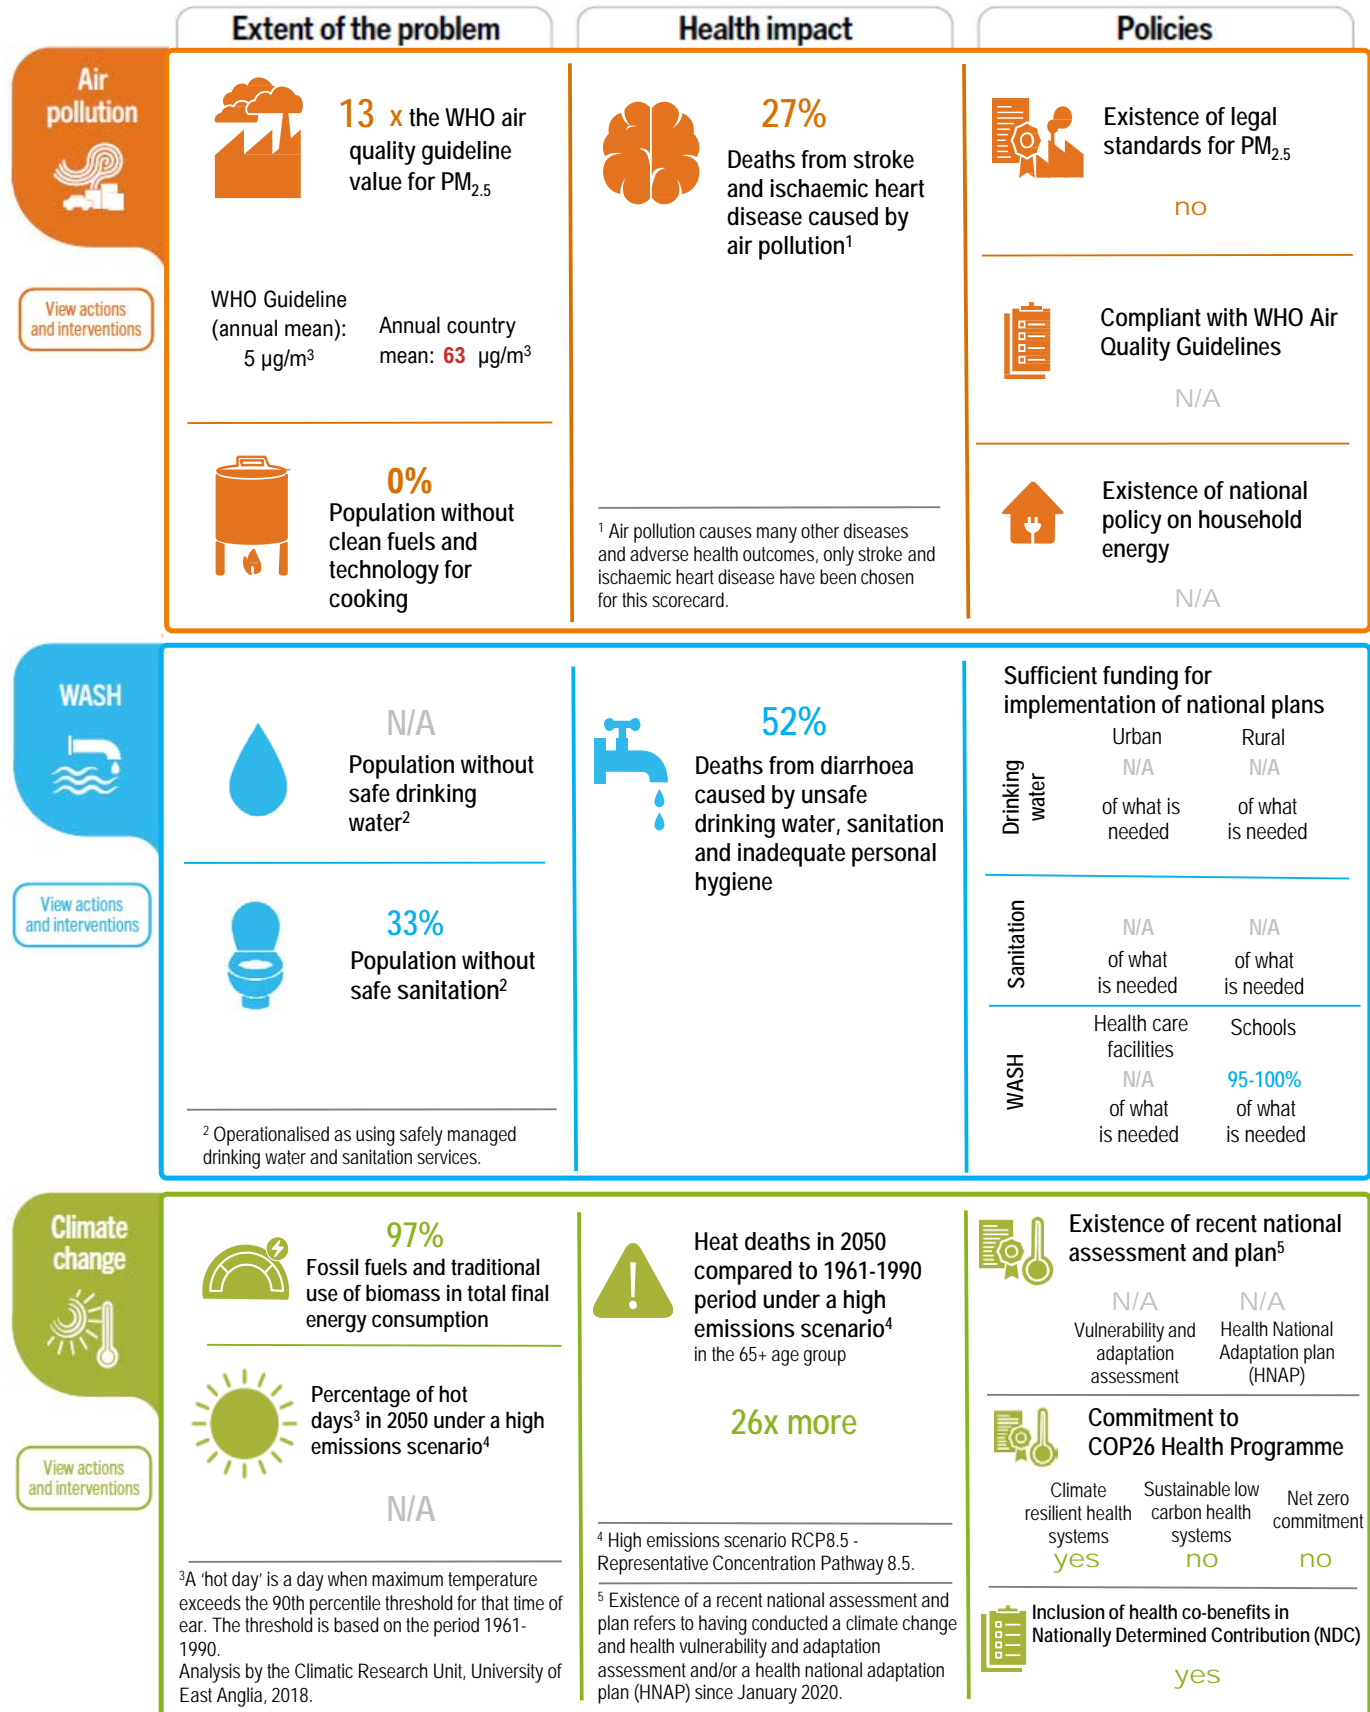 Extent of the problem
Health impact
Policies
Air
pollution
View actions
and interventions
13 x the WHO air
quality guideline
value for PM2.5
WHO Guideline
(annual mean):
5 µg/m³
Annual country
mean: 63 µg/m³
0%
Population without
clean fuels and
technology for
cooking
27%
Deaths from stroke
and ischaemic heart
disease caused by
air pollution¹
¹ Air pollution causes many other diseases
and adverse health outcomes, only stroke and
ischaemic heart disease have been chosen
for this scorecard.
Existence of legal
standards for PM2.5
no
Compliant with WHO Air
Quality Guidelines
N/A
Existence of national
policy on household
energy
N/A
WASH
View actions
and interventions
N/A
Population without
safe drinking
water²
33%
Population without
safe sanitation²
² Operationalised as using safely managed
drinking water and sanitation services.
52%
Deaths from diarrhoea
caused by unsafe
drinking water, sanitation
and inadequate personal
hygiene
Sufficient funding for
implementation of national plans
Drinking
water
Urban
N/A
of what is
needed
Rural
N/A
of what
is needed
Sanitation
N/A
of what
is needed
N/A
of what
is needed
WASH
Health care
facilities
N/A
of what
is needed
Schools
95-100%
of what
is needed
Climate
change
View actions
and interventions
97%
Fossil fuels and traditional
use of biomass in total final
energy consumption
Percentage of hot
days³ in 2050 under a high
emissions scenario⁴
N/A
³A 'hot day' is a day when maximum temperature
exceeds the 90th percentile threshold for that time of
ear. The threshold is based on the period 1961-
1990.
Analysis by the Climatic Research Unit, University of
East Anglia, 2018.
Heat deaths in 2050
compared to 1961-1990
period under a high
emissions scenario⁴
in the 65+ age group
26x more
⁴ High emissions scenario RCP8.5 -
Representative Concentration Pathway 8.5.
⁵ Existence of a recent national assessment and
plan refers to having conducted a climate change
and health vulnerability and adaptation
assessment and/or a health national adaptation
plan (HNAP) since January 2020.
Existence of recent national
assessment and plan⁵
N/A
Vulnerability and
adaptation
assessment
N/A
Health National
Adaptation plan
(HNAP)
Commitment to
COP26 Health Programme
Climate
resilient health
systems
yes
Sustainable low
carbon health
systems
no
Net zero
commitment
no
Inclusion of health co-benefits in
Nationally Determined Contribution (NDC)
yes